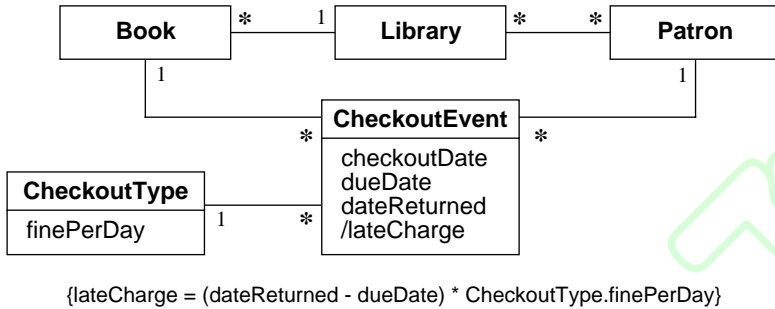 Book * 1 Library * * Patron
1 1
CheckoutEvent
* *
checkoutDate
dueDate
dateReturned
/lateCharge
CheckoutType
finePerDay
1 *
{lateCharge = (dateReturned - dueDate) * CheckoutType.finePerDay}